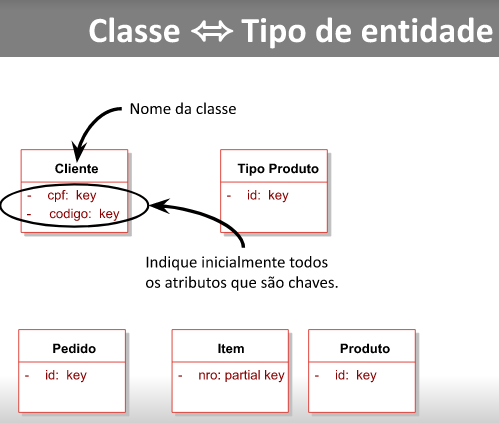 Classe ⇔ Tipo de entidade
Nome da classe
Cliente
- cpf: key
- codigo: key
Tipo Produto
- id: key
Indique inicialmente todos
os atributos que são chaves.
Pedido
- id: key
Item
- nro: partial key
Produto
- id: key